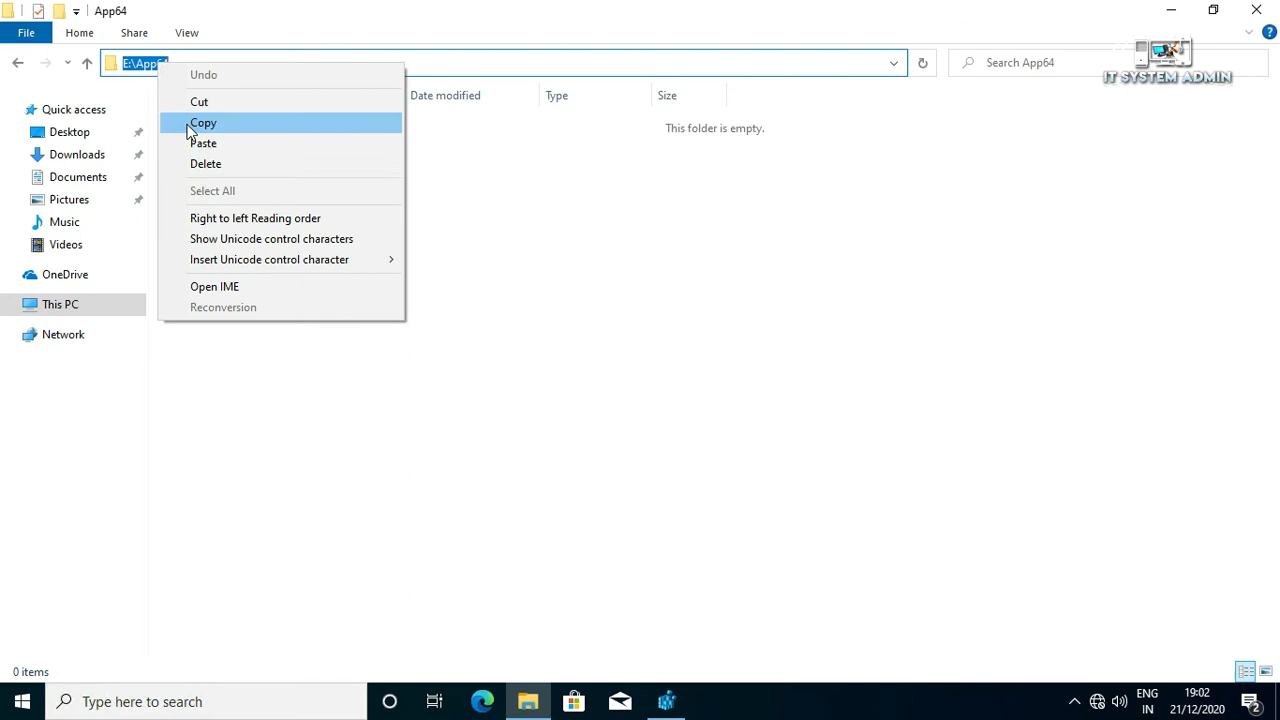 App64
File Home Share View
E:\App64
Search App64
IT SYSTEM ADMIN
Date modified Type Size
This folder is empty.
Quick access
Desktop
Downloads
Documents
Pictures
Music
Videos
OneDrive
This PC
Network
Undo
Cut
Copy
Paste
Delete
Select All
Right to left Reading order
Show Unicode control characters
Insert Unicode control character
Open IME
Reconversion
0 items
Type here to search
ENG
IN
19:02
21/12/2020
2